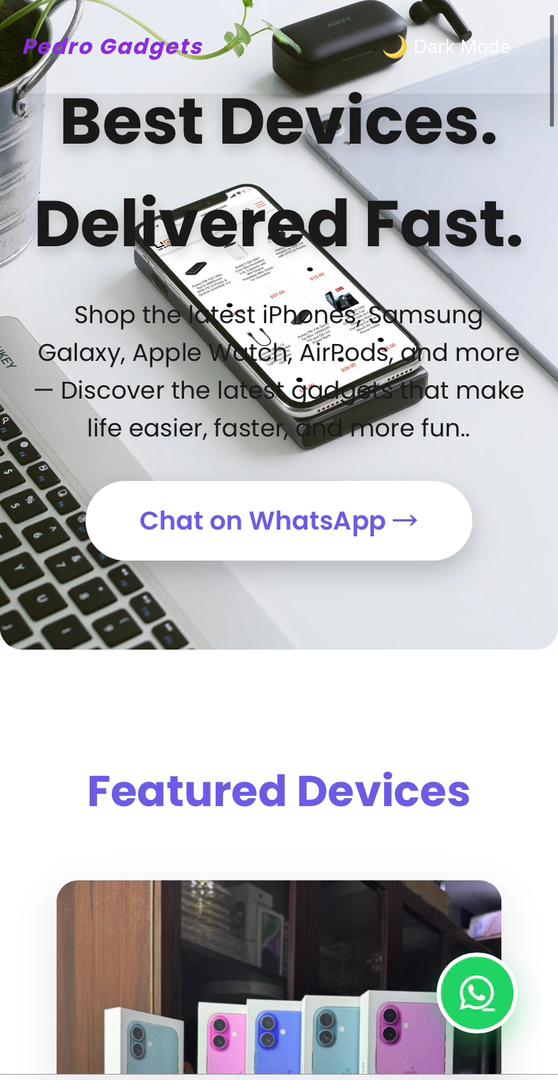 Pedro Gadgets
🌙 Dark Mode
AUKEY
Best Devices.
Delivered Fast.
Shop the latest iPhones, Samsung
Galaxy, Apple Watch, AirPods, and more
— Discover the latest gadgets that make
life easier, faster, and more fun..
Chat on WhatsApp →
Featured Devices